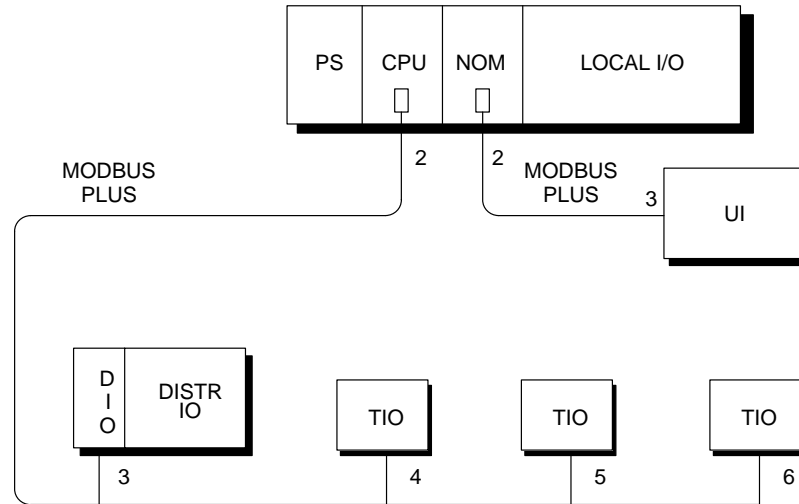 PS CPU NOM LOCAL I/O
2 2
MODBUS
PLUS
MODBUS
PLUS
3
UI
D
I
O
DISTR
IO
TIO
TIO
TIO
3
4
5
6